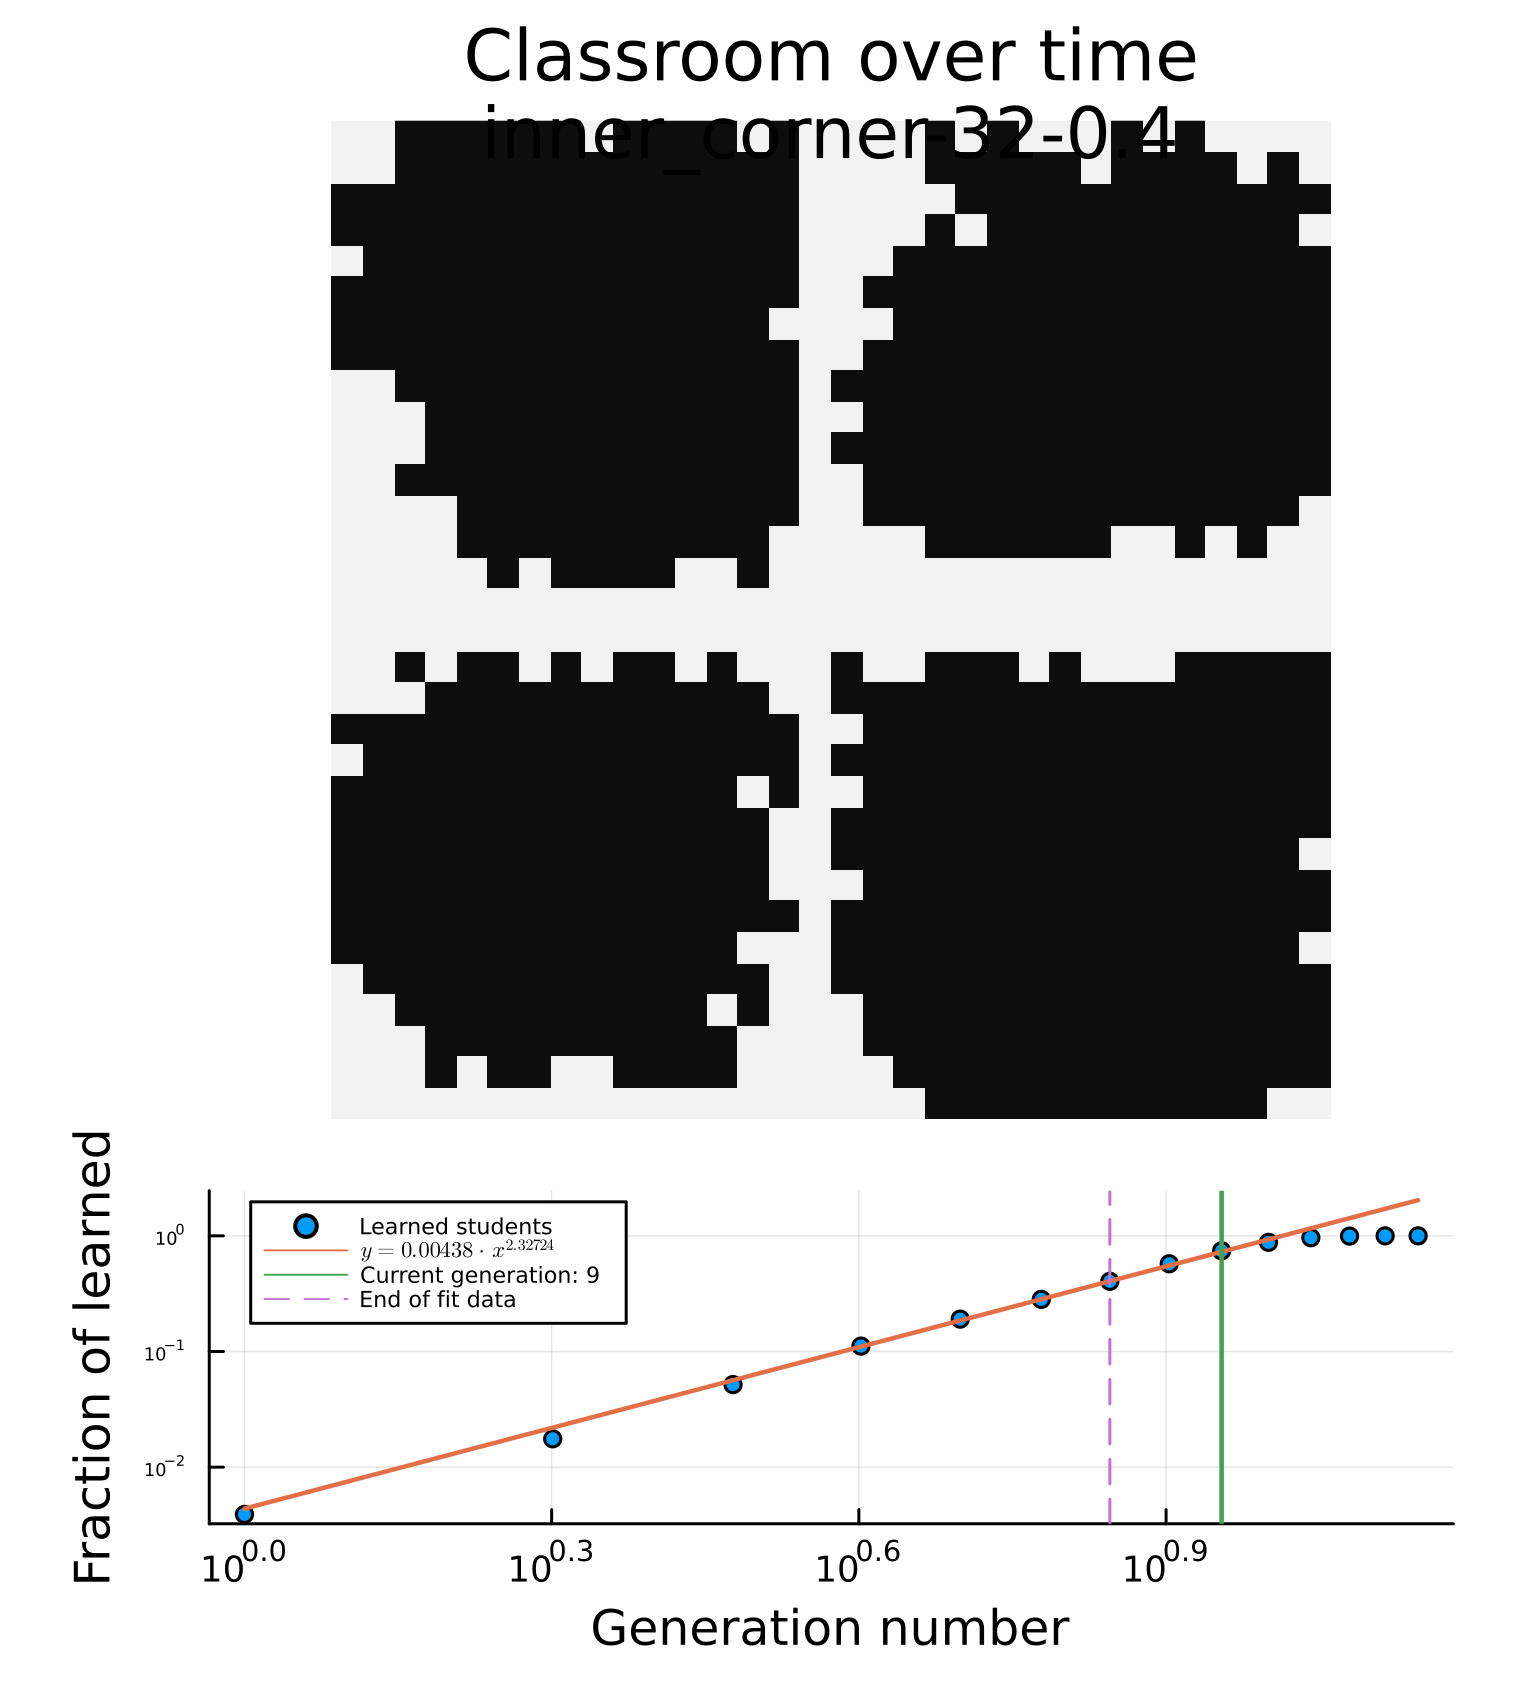 Classroom over time
inner_corner-32-0.4
Fraction of learned
10⁰
10⁻¹
10⁻²
Learned students
y = 0.00438 · x^2.32724
Current generation: 9
End of fit data
10^0.0 10^0.3 10^0.6 10^0.9
Generation number